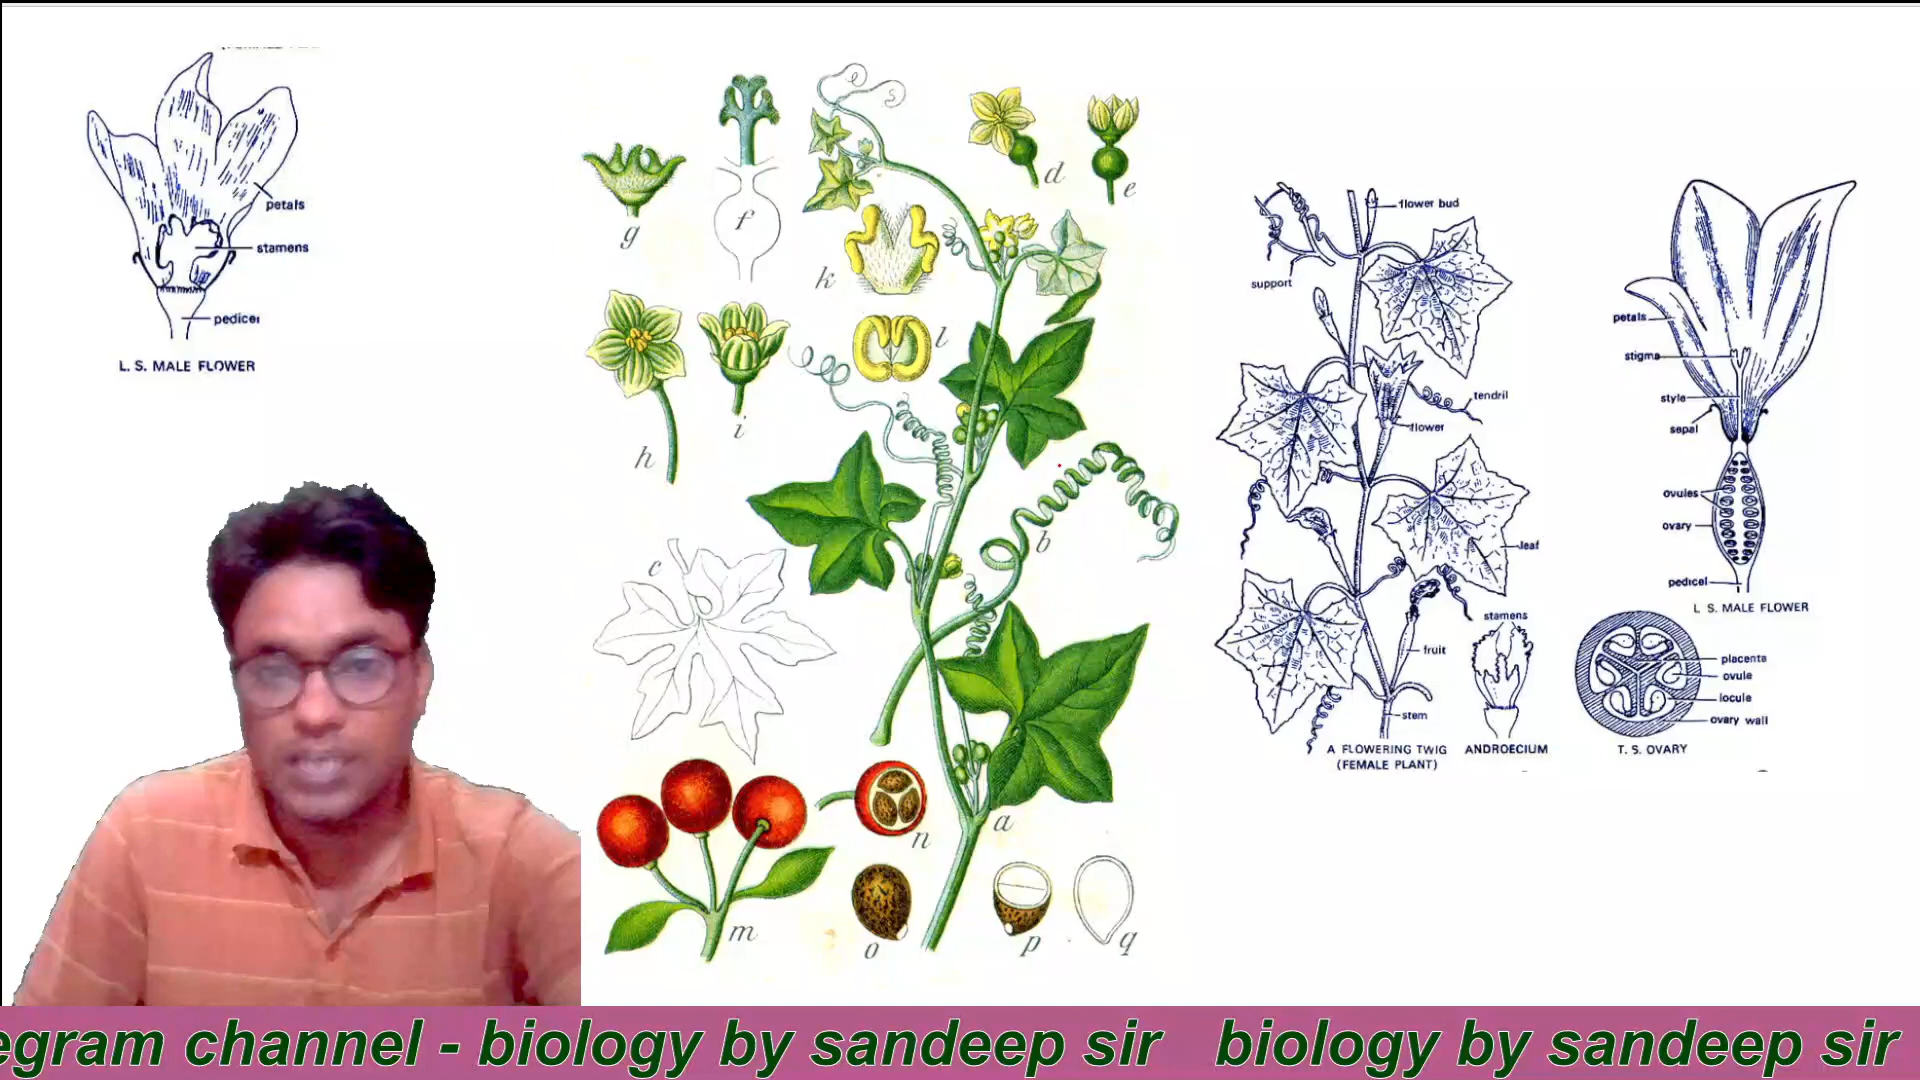 petals
stamens
pedicel
L. S. MALE FLOWER
a
b
c
d
e
f
g
h
i
k
l
m
n
o
p
q
flower bud
support
tendril
flower
leaf
fruit
stem
A FLOWERING TWIG
(FEMALE PLANT)
stamens
ANDROECIUM
petals
stigma
style
sepal
ovules
ovary
pedicel
L S. MALE FLOWER
placenta
ovule
locule
ovary wall
T. S. OVARY
egram channel - biology by sandeep sir biology by sandeep sir